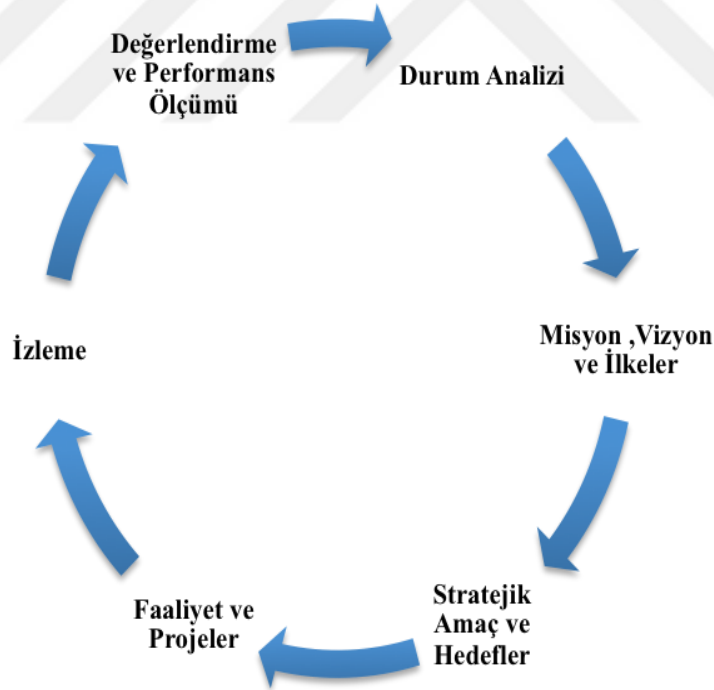 Değerlendirme
ve Performans
Ölçümü
Durum Analizi
Misyon ,Vizyon
ve İlkeler
Stratejik
Amaç ve
Hedefler
Faaliyet ve
Projeler
İzleme